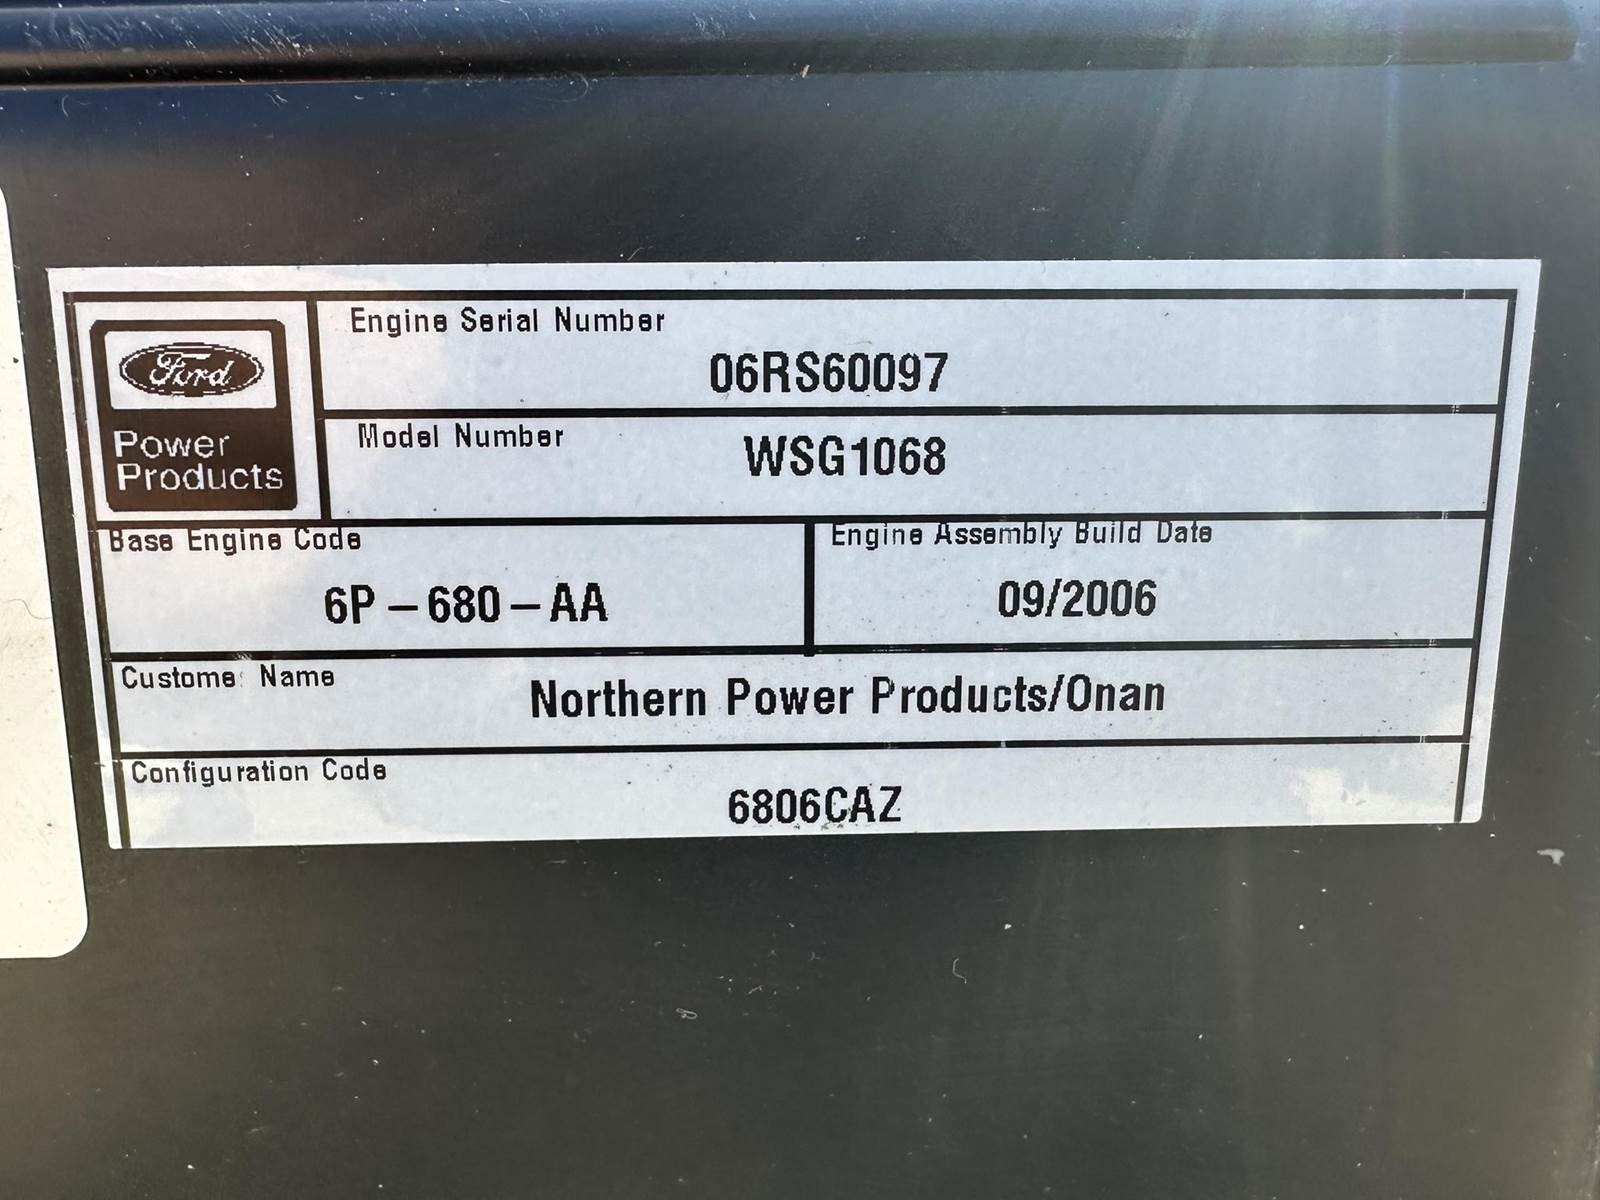 Ford
Power
Products
Engine Serial Number
06RS60097
Model Number
WSG1068
Base Engine Code
6P-680-AA
Engine Assembly Build Date
09/2006
Customer Name
Northern Power Products/Onan
Configuration Code
6806CAZ